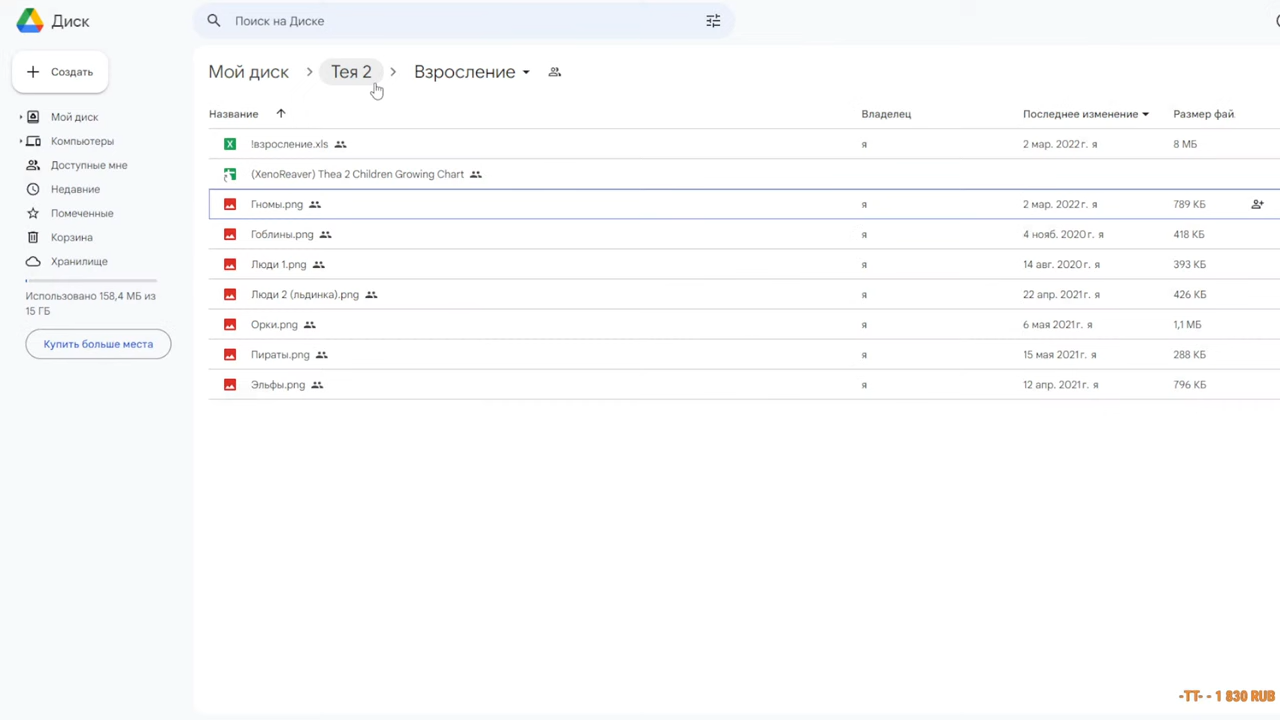 Диск
Поиск на Диске
Создать
Мой диск
Компьютеры
Доступные мне
Недавние
Помеченные
Корзина
Хранилище
Использовано 158,4 МБ из
15 ГБ
Купить больше места
Мой диск Тея 2 Взросление
Название Владелец Последнее изменение Размер фай
!взросление.xls я 2 мар. 2022 г. я 8 МБ
(XenoReaver) Thea 2 Children Growing Chart
Гномы.png я 2 мар. 2022 г. я 789 КБ
Гоблины.png я 4 нояб. 2020 г. я 418 КБ
Люди 1.png я 14 авг. 2020 г. я 393 КБ
Люди 2 (льдинка).png я 22 апр. 2021 г. я 426 КБ
Орки.png я 6 мая 2021 г. я 1,1 МБ
Пираты.png я 15 мая 2021 г. я 288 КБ
Эльфы.png я 12 апр. 2021 г. я 796 КБ
-TT- - 1 830 RUB